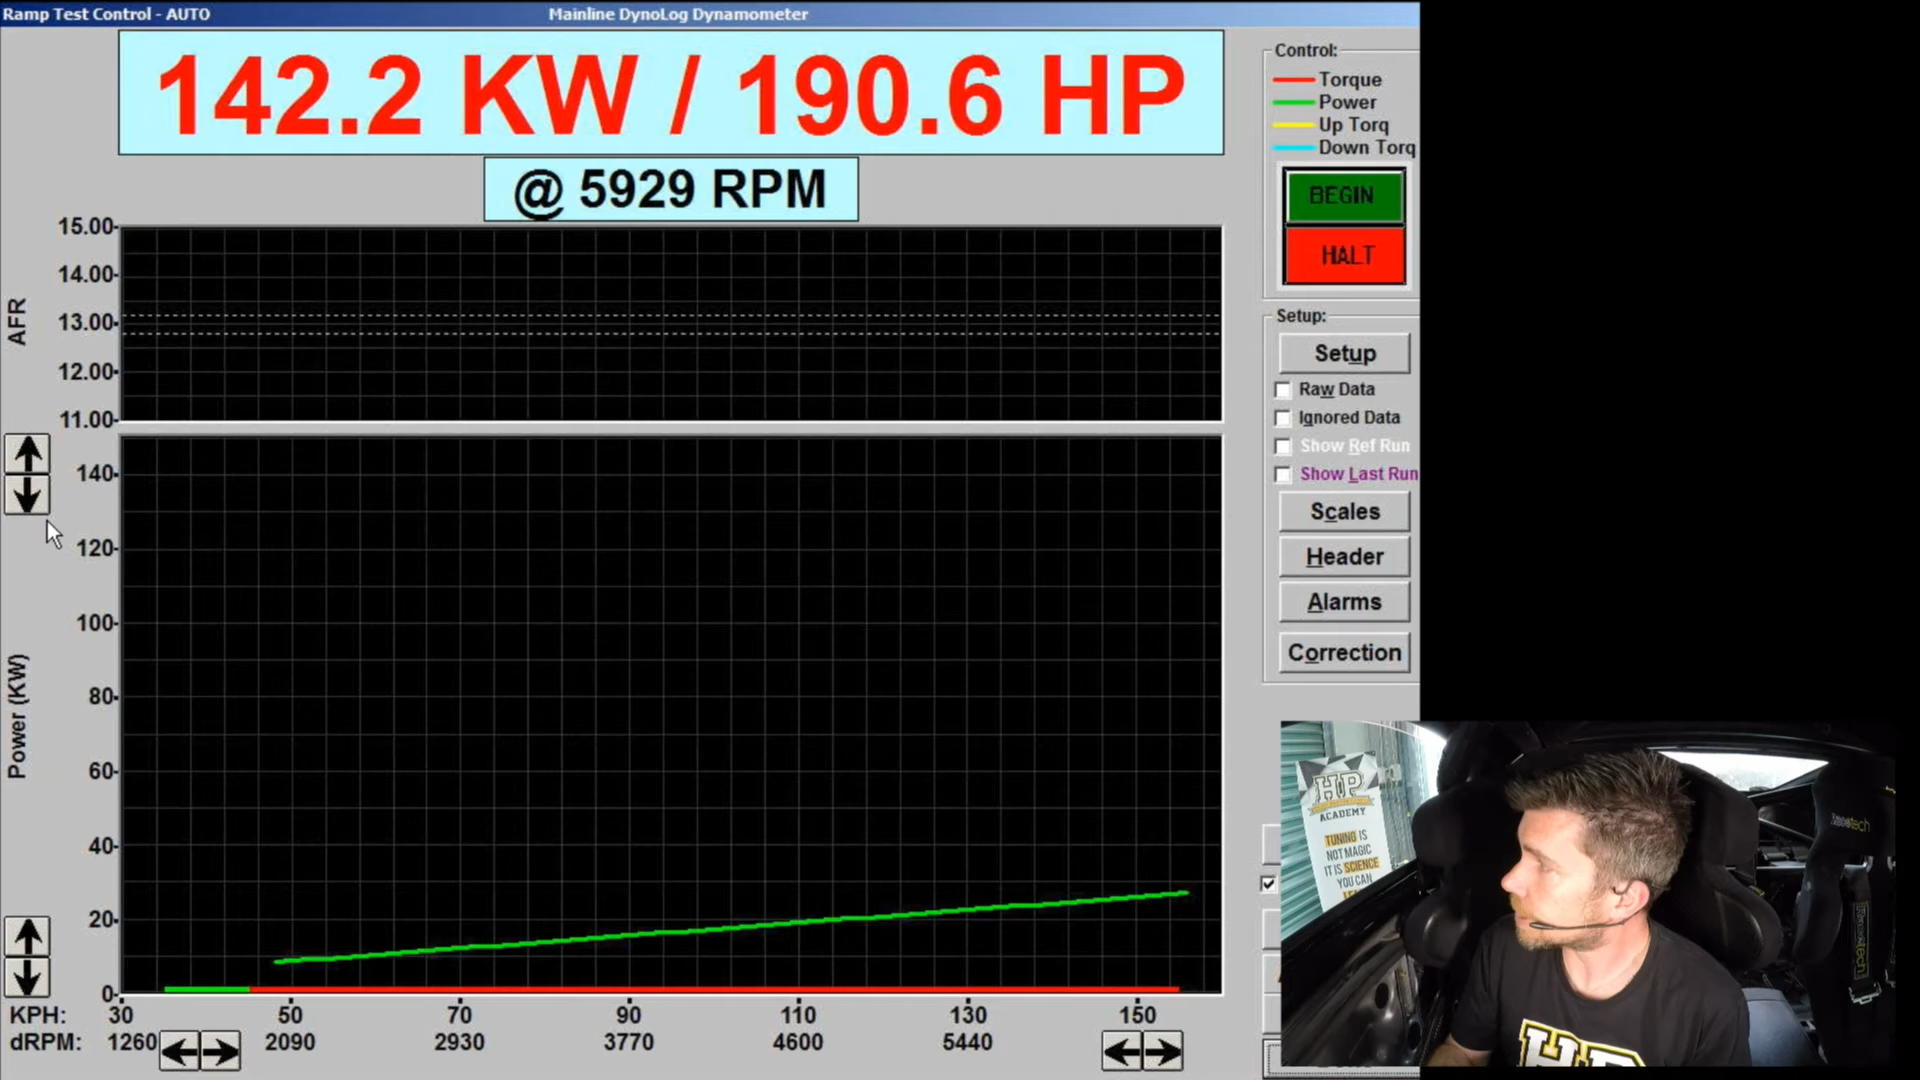 Ramp Test Control - AUTO
Mainline DynoLog Dynamometer
142.2 KW / 190.6 HP
@ 5929 RPM
AFR
15.00
14.00
13.00
12.00
11.00
Power (KW)
140
120
100
80
60
40
20
0
KPH: 30 50 70 90 110 130 150
dRPM: 1260 2090 2930 3770 4600 5440
Control:
Torque
Power
Up Torq
Down Torq
BEGIN
HALT
Setup:
Setup
Raw Data
Ignored Data
Show Ref Run
Show Last Run
Scales
Header
Alarms
Correction
HP
ACADEMY
TUNING IS
NOT MAGIC
IT IS SCIENCE
YOU CAN
HP